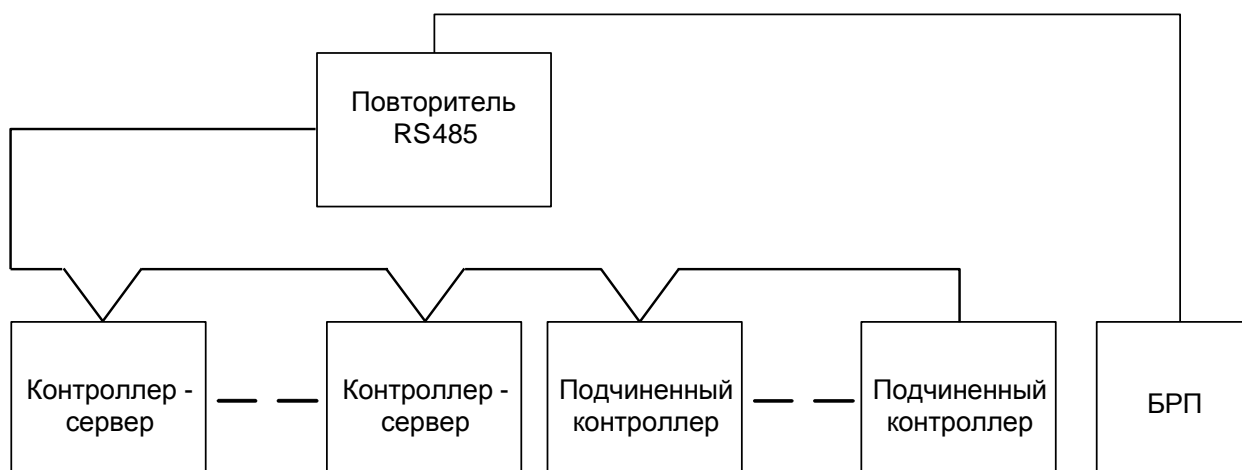 Повторитель
RS485
Контроллер -
сервер
Контроллер -
сервер
Подчиненный
контроллер
Подчиненный
контроллер
БРП